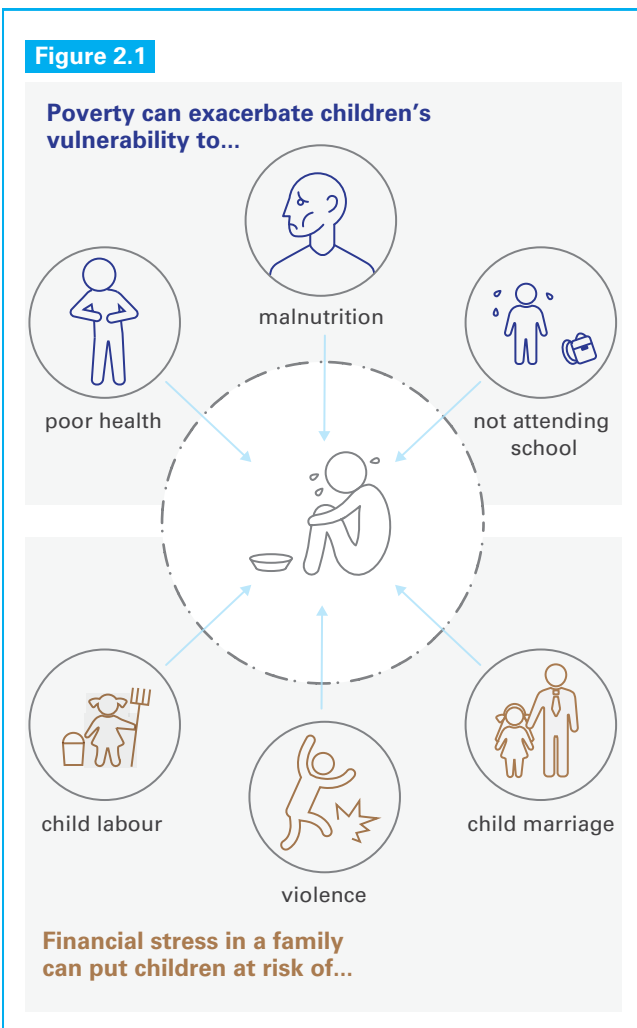 Figure 2.1
Poverty can exacerbate children’s
vulnerability to...
malnutrition
poor health
not attending
school
child labour
child marriage
violence
Financial stress in a family
can put children at risk of...